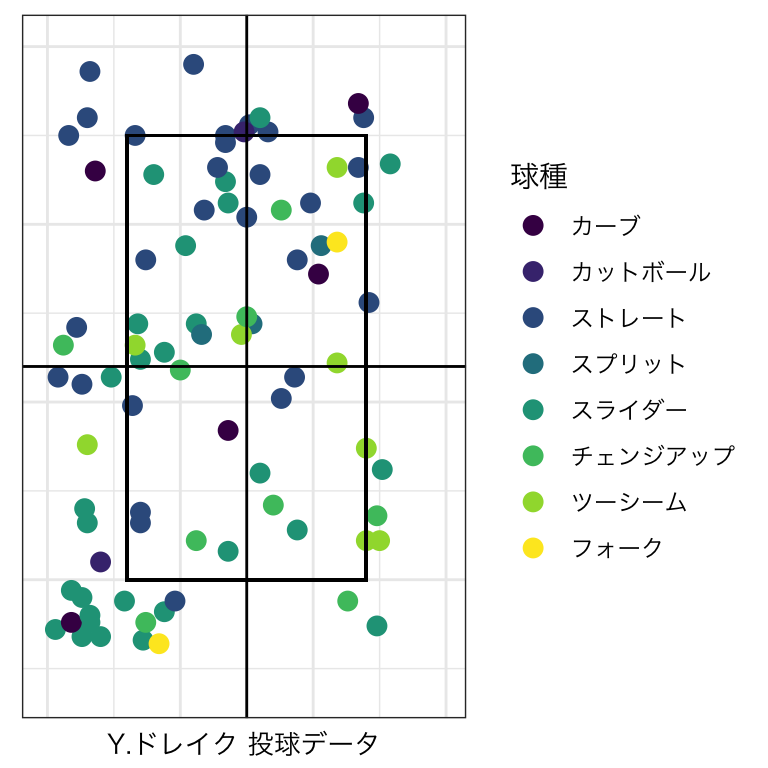 球種
カーブ
カットボール
ストレート
スプリット
スライダー
チェンジアップ
ツーシーム
フォーク
Y.ドレイク 投球データ